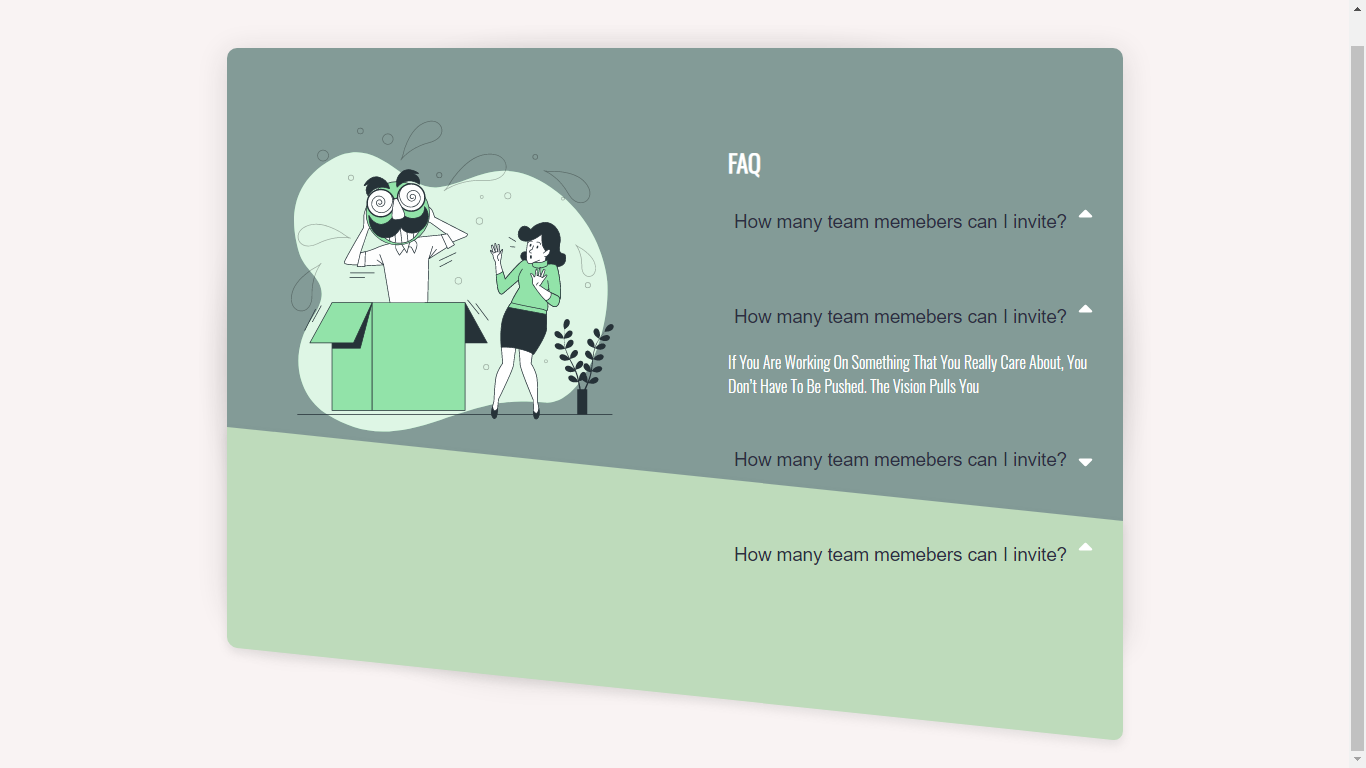 FAQ
How many team memebers can I invite?
How many team memebers can I invite?
If You Are Working On Something That You Really Care About, You
Don't Have To Be Pushed. The Vision Pulls You
How many team memebers can I invite?
How many team memebers can I invite?